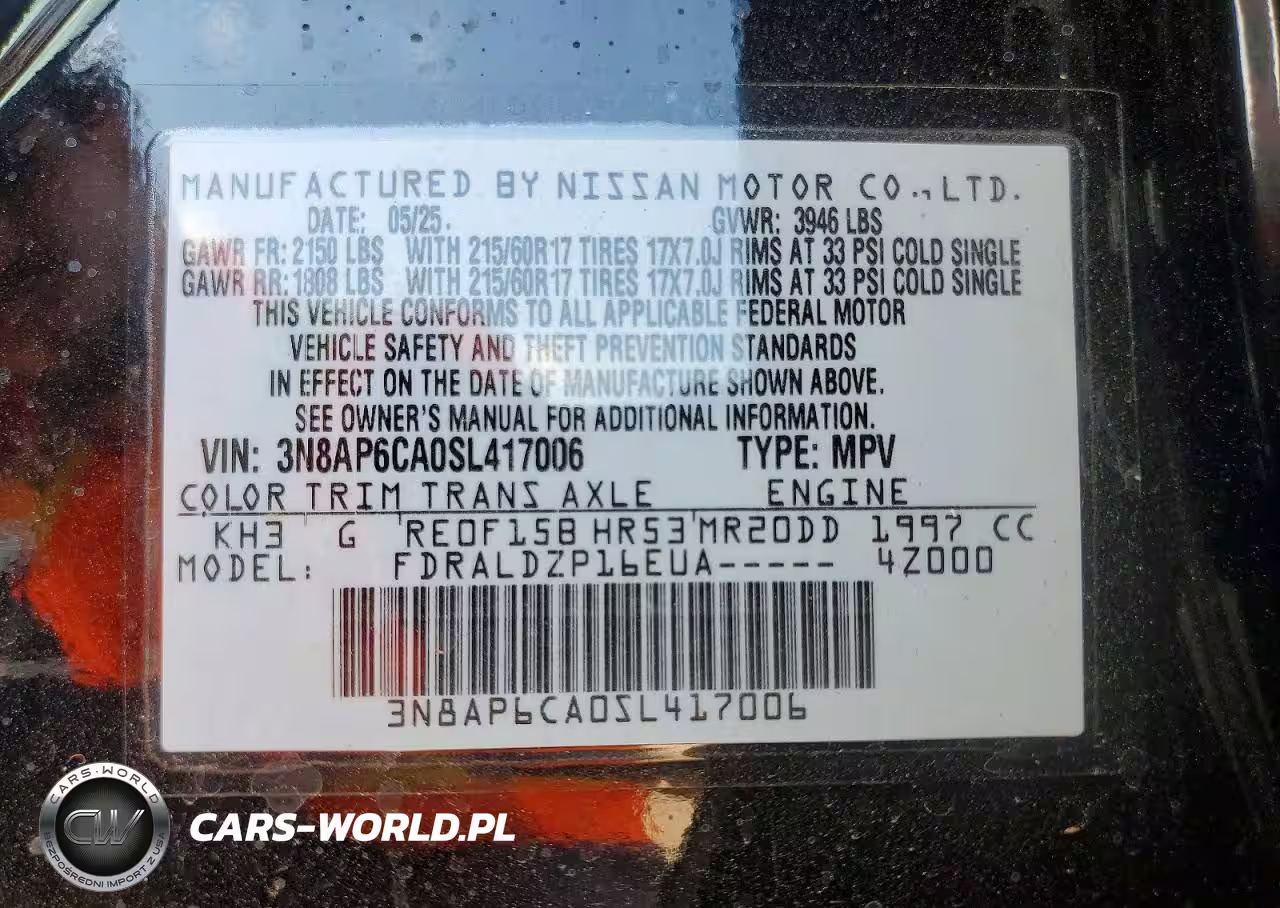 MANUFACTURED BY NISSAN MOTOR CO., LTD.
DATE: 05/25. GVWR: 3946 LBS
GAWR FR: 2150 LBS WITH 215/60R17 TIRES 17X7.0J RIMS AT 33 PSI COLD SINGLE
GAWR RR: 1808 LBS WITH 215/60R17 TIRES 17X7.0J RIMS AT 33 PSI COLD SINGLE
THIS VEHICLE CONFORMS TO ALL APPLICABLE FEDERAL MOTOR
VEHICLE SAFETY AND THEFT PREVENTION STANDARDS
IN EFFECT ON THE DATE OF MANUFACTURE SHOWN ABOVE.
SEE OWNER'S MANUAL FOR ADDITIONAL INFORMATION.
VIN: 3N8AP6CA0SL417006 TYPE: MPV
COLOR TRIM TRANS AXLE ENGINE
KH3 G RE0F15B HR53 MR20DD 1997 CC
MODEL: FDRALDZP16EUA----- 4Z000
3N8AP6CA0SL417006
CARS-WORLD
CW
BEZPOŚREDNI IMPORT Z USA
CARS-WORLD.PL